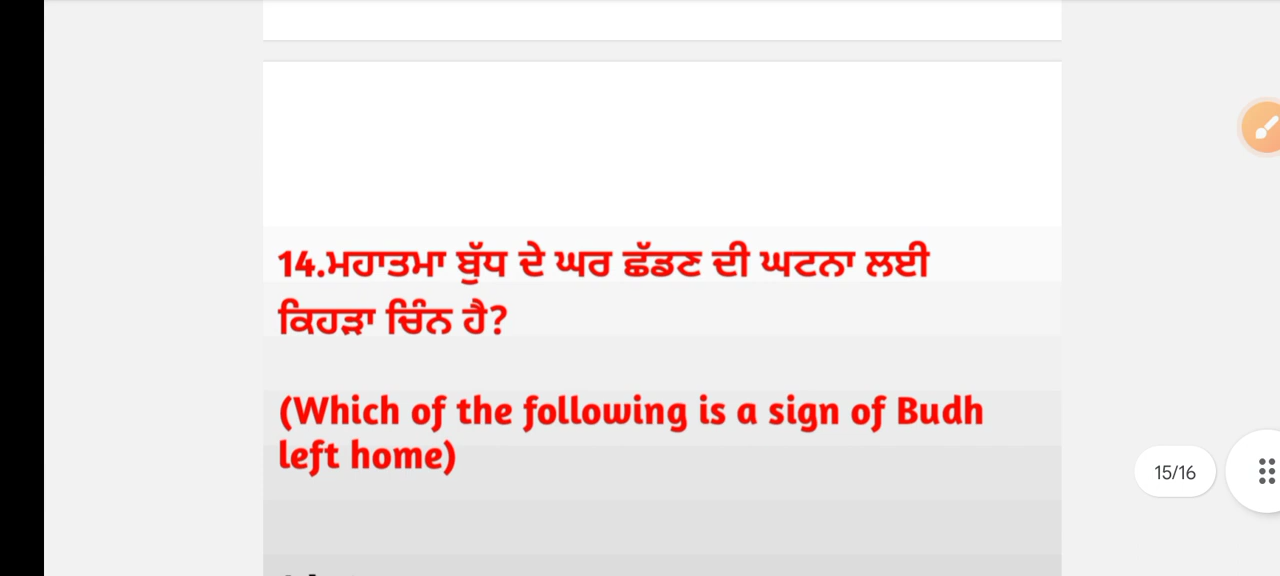 14.ਮਹਾਤਮਾ ਬੁੱਧ ਦੇ ਘਰ ਛੱਡਣ ਦੀ ਘਟਨਾ ਲਈ
ਕਿਹੜਾ ਚਿੰਨ ਹੈ?
(Which of the following is a sign of Budh
left home)
15/16